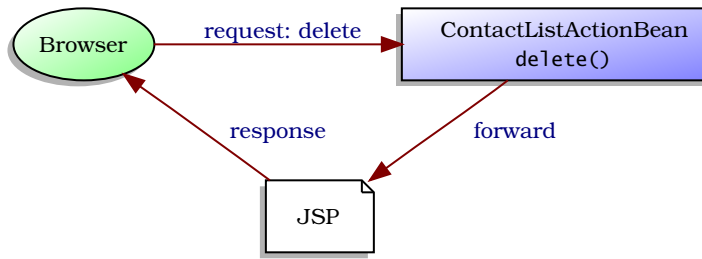 Browser
request: delete
ContactListActionBean
delete()
response
forward
JSP